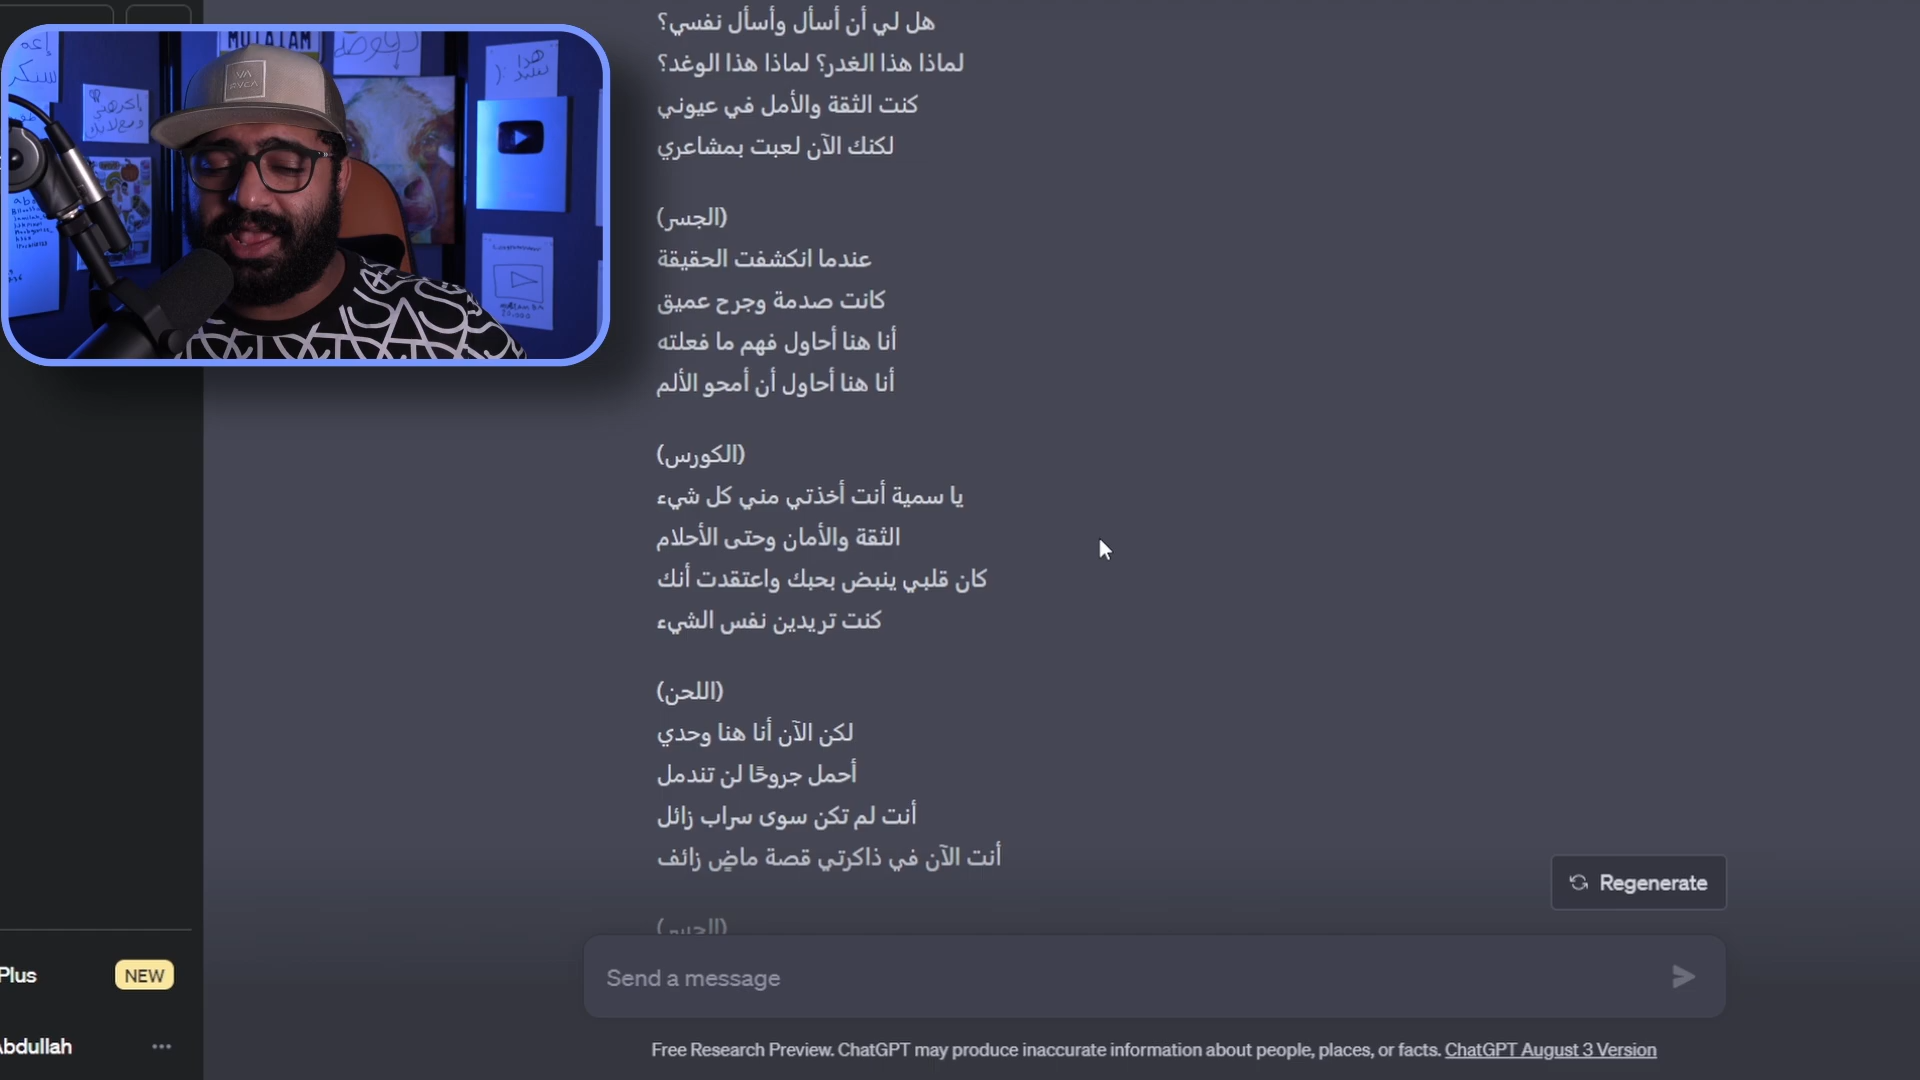 هل لي أن أسأل وأسأل نفسي؟
لماذا هذا الغدر؟ لماذا هذا الوغد؟
كنت الثقة والأمل في عيوني
لكنك الآن لعبت بمشاعري
(الجسر)
عندما انكشفت الحقيقة
كانت صدمة وجرح عميق
أنا هنا أحاول فهم ما فعلته
أنا هنا أحاول أن أمحو الألم
(الكورس)
يا سمية أنت أخذتي مني كل شيء
الثقة والأمان وحتى الأحلام
كان قلبي ينبض بحبك واعتقدت أنك
كنت تريدين نفس الشيء
(اللحن)
لكن الآن أنا هنا وحدي
أحمل جروحًا لن تندمل
أنت لم تكن سوى سراب زائل
أنت الآن في ذاكرتي قصة ماضٍ زائف
(الجسر)
Regenerate
Send a message
Free Research Preview. ChatGPT may produce inaccurate information about people, places, or facts. ChatGPT August 3 Version
Plus
NEW
Abdullah
VA
RVCA
هذا